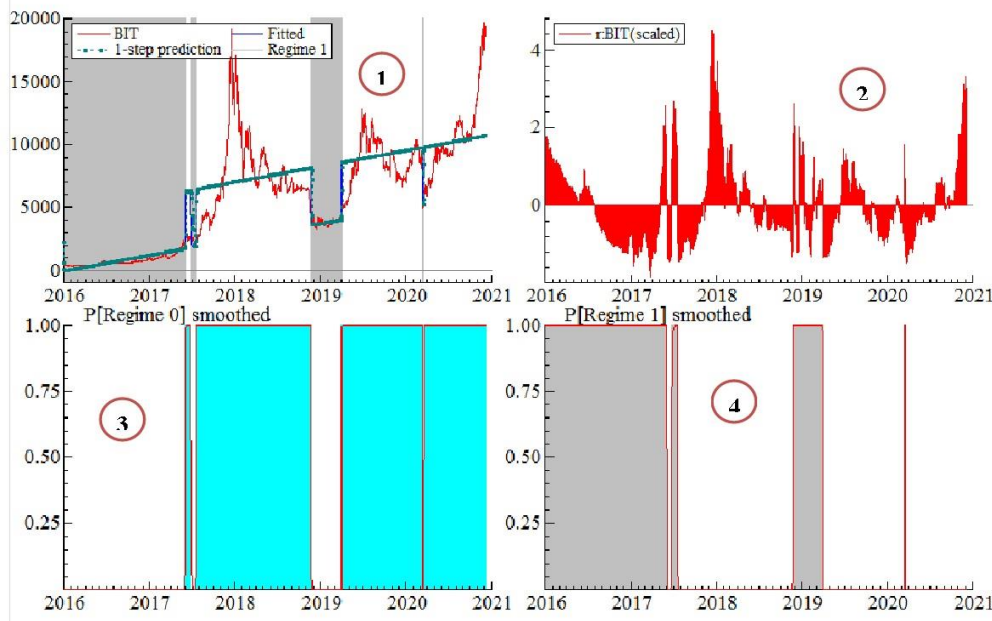 20000
15000
10000
5000
0
BIT Fitted
1-step prediction Regime 1
1
2016 2017 2018 2019 2020 2021
4
2
0
r:BIT(scaled)
2
2016 2017 2018 2019 2020 2021
P[Regime 0] smoothed
1.00
0.75
0.50
0.25
3
2016 2017 2018 2019 2020 2021
P[Regime 1] smoothed
1.00
0.75
0.50
0.25
4
2016 2017 2018 2019 2020 2021